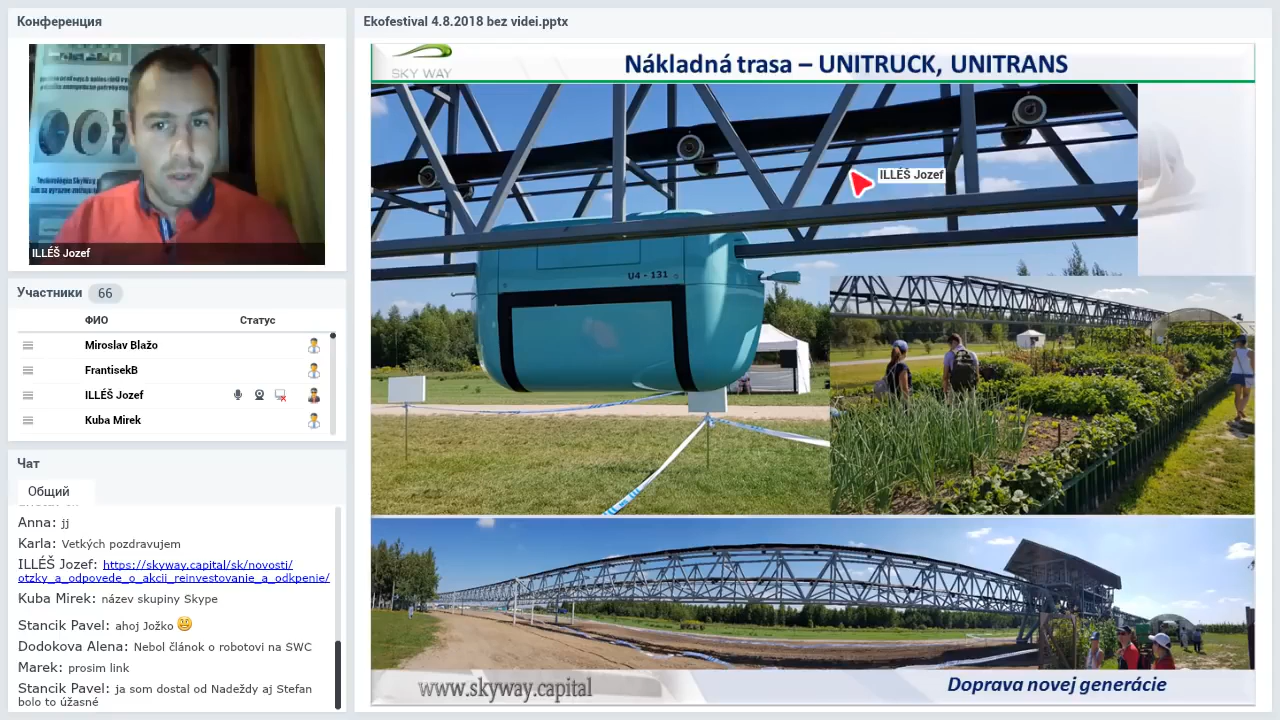 Конференция
ILLÉŠ Jozef
Участники 66
ФИО Статус
Miroslav Blažo
FrantisekB
ILLÉŠ Jozef
Kuba Mirek
Чат
Общий
Anna: jj
Karla: Vetkých pozdravujem
ILLÉŠ Jozef: https://skyway.capital/sk/novosti/
otzky_a_odpovede_o_akcii_reinvestovanie_a_odkpenie/
Kuba Mirek: název skupiny Skype
Stancik Pavel: ahoj Jožko
Dodokova Alena: Nebol článok o robotovi na SWC
Marek: prosim link
Stancik Pavel: ja som dostal od Nadeždy aj Stefan
bolo to úžasné
Ekofestival 4.8.2018 bez videi.pptx
SKY WAY
Nákladná trasa – UNITRUCK, UNITRANS
ILLÉŠ Jozef
U4 - 131
www.skyway.capital
Doprava novej generácie